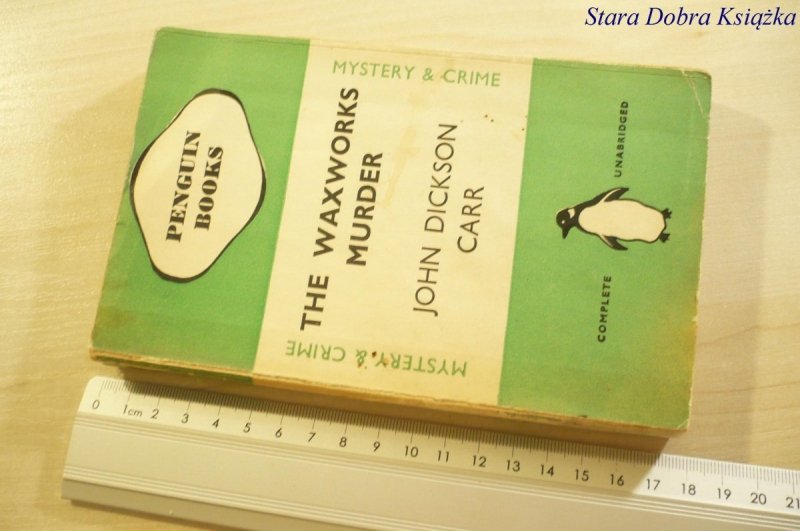 Stara Dobra Książka
PENGUIN
BOOKS
MYSTERY & CRIME
THE WAXWORKS
MURDER
JOHN DICKSON
CARR
MYSTERY & CRIME
COMPLETE
UNABRIDGED
0 1cm 2 3 4 5 6 7 8 9 10 11 12 13 14 15 16 17 18 19 20 21